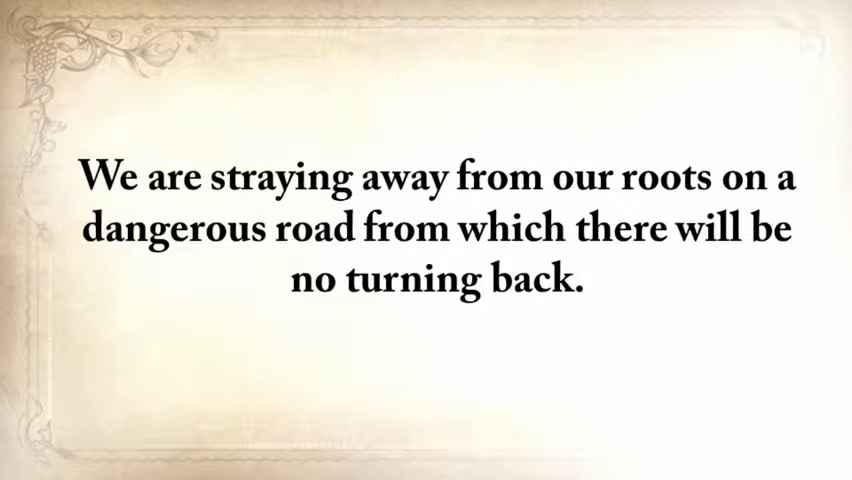 We are straying away from our roots on a
dangerous road from which there will be
no turning back.